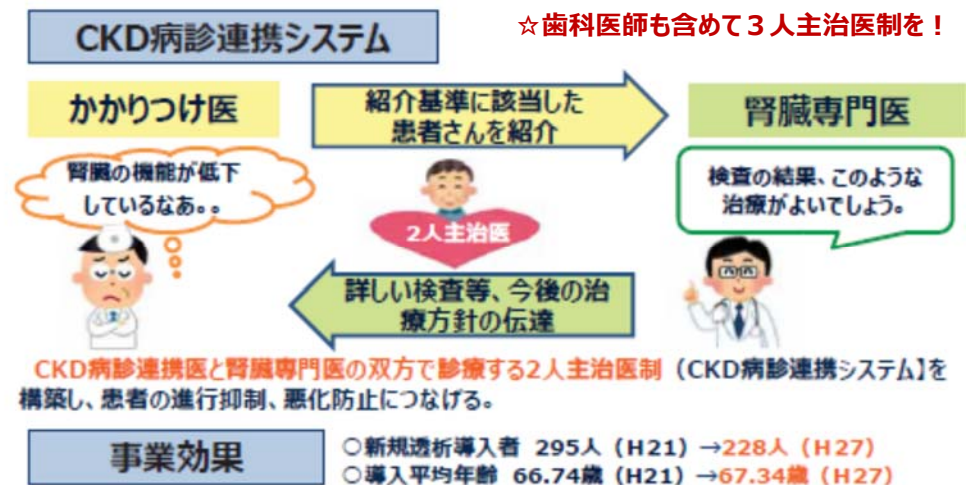 CKD病診連携システム
☆歯科医師も含めて３人主治医制を！
かかりつけ医
紹介基準に該当した
患者さんを紹介
腎臓専門医
腎臓の機能が低下
しているなあ。。
2人主治医
検査の結果、このような
治療がよいでしょう。
詳しい検査等、今後の治
療方針の伝達
CKD病診連携医と腎臓専門医の双方で診療する2人主治医制（CKD病診連携システム】を
構築し、患者の進行抑制、悪化防止につなげる。
事業効果
○新規透析導入者 295人（H21）→228人（H27）
○導入平均年齢 66.74歳（H21）→67.34歳（H27）